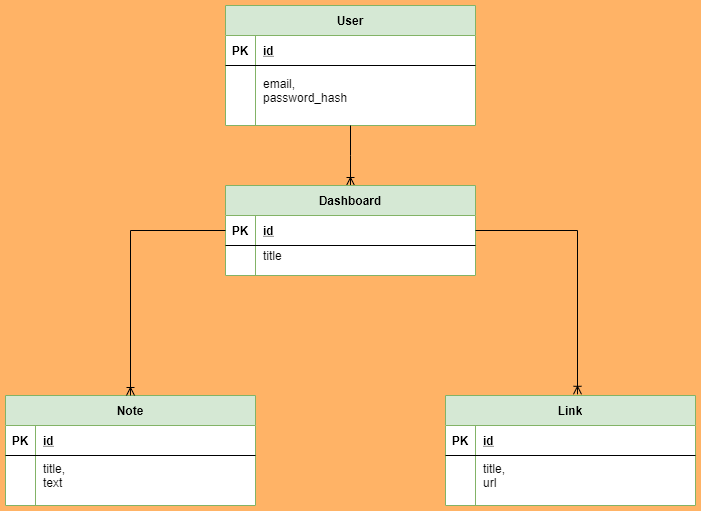 User
PK id
email,
password_hash
Dashboard
PK id
title
Note
PK id
title,
text
Link
PK id
title,
url